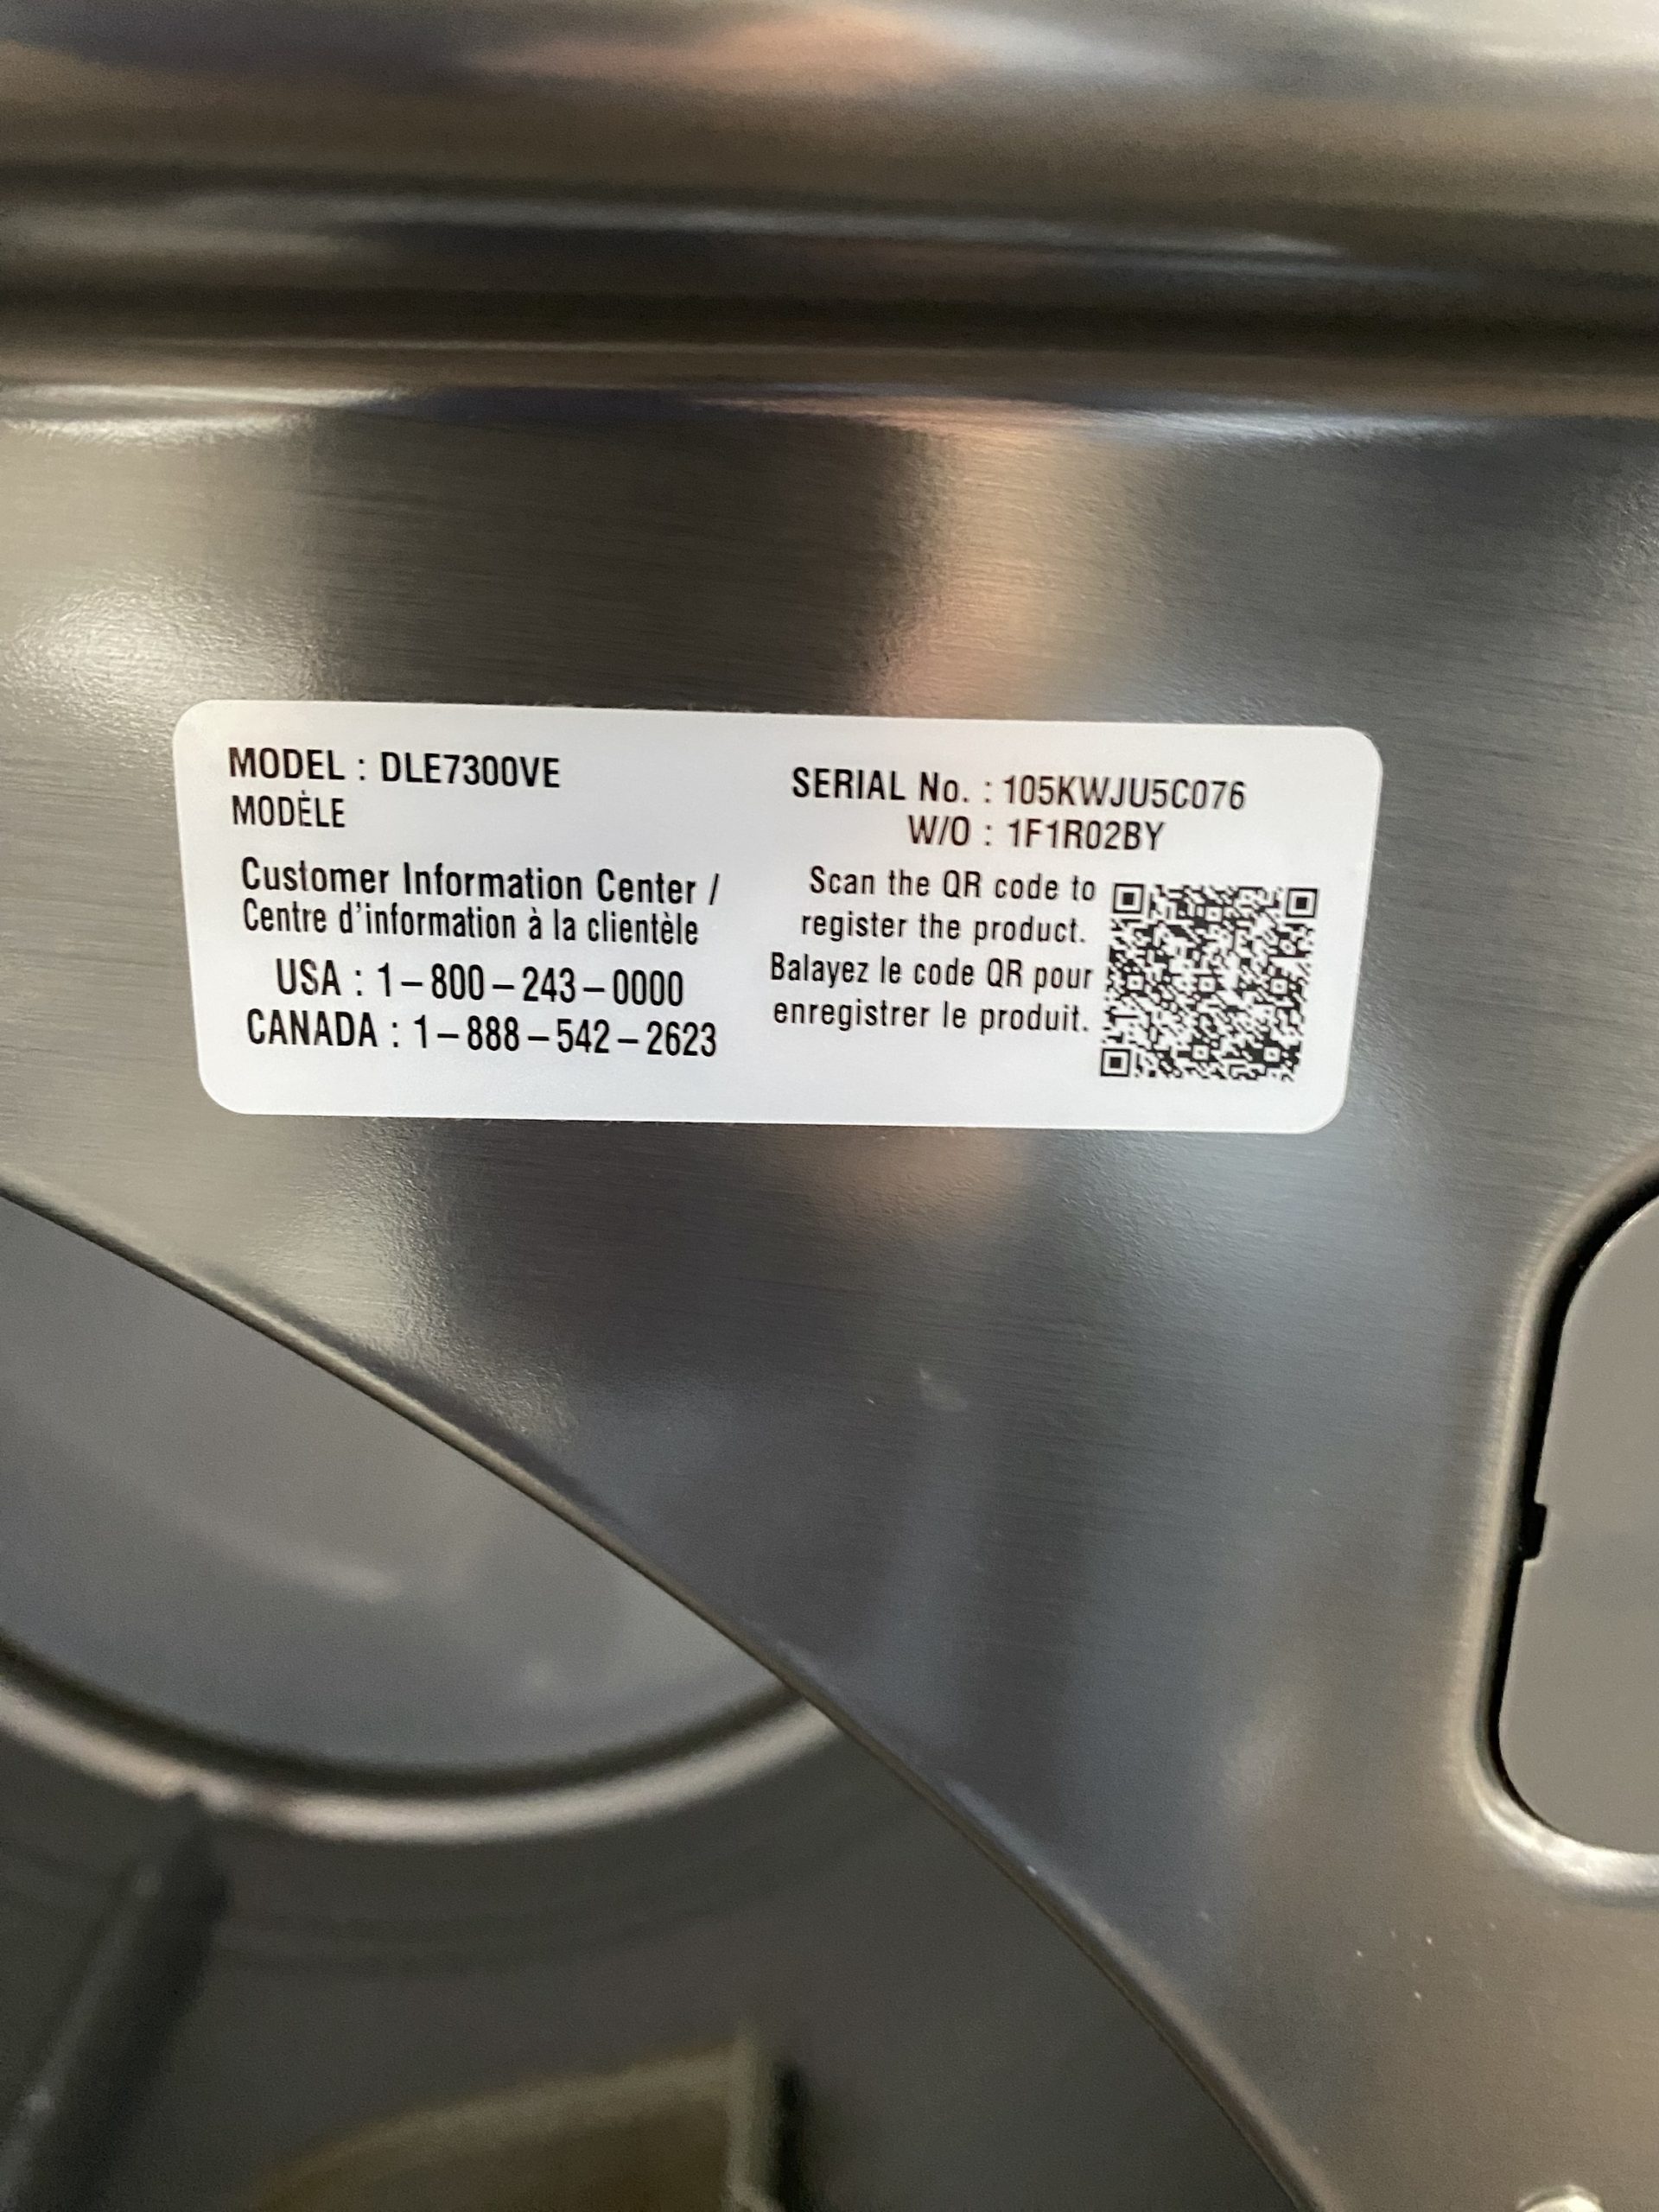 MODEL : DLE7300VE
MODÈLE
Customer Information Center /
Centre d'information à la clientèle
USA : 1-800-243-0000
CANADA : 1-888-542-2623
SERIAL No. : 105KWJU5C076
W/O : 1F1R02BY
Scan the QR code to
register the product.
Balayez le code QR pour
enregistrer le produit.